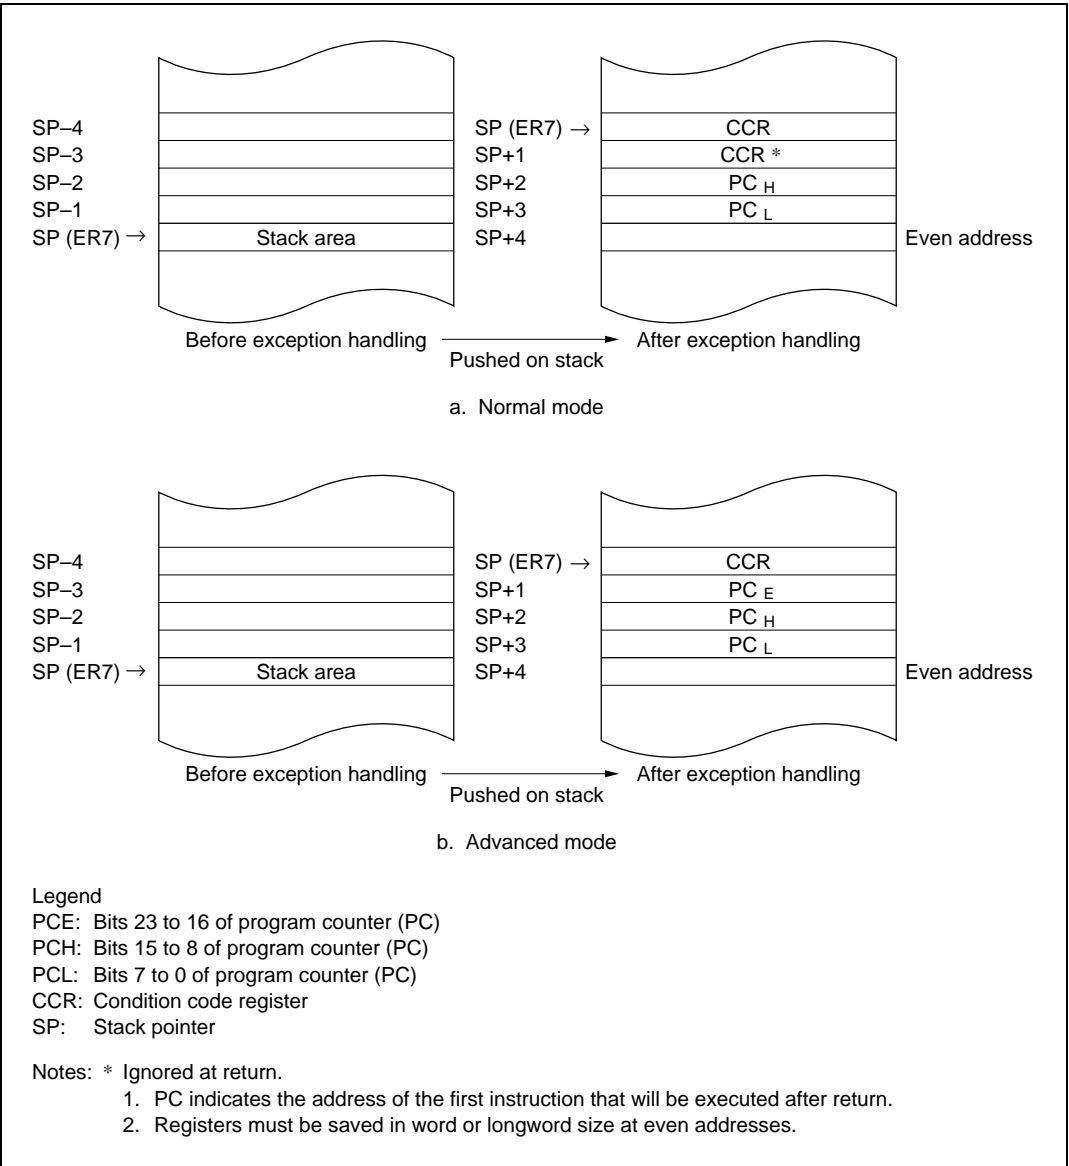 SP–4 SP (ER7) → CCR
SP–3 SP+1 CCR *
SP–2 SP+2 PC H
SP–1 SP+3 PC L
SP (ER7) → Stack area SP+4 Even address
Before exception handling After exception handling
Pushed on stack
a. Normal mode
SP–4 SP (ER7) → CCR
SP–3 SP+1 PC E
SP–2 SP+2 PC H
SP–1 SP+3 PC L
SP (ER7) → Stack area SP+4 Even address
Before exception handling After exception handling
Pushed on stack
b. Advanced mode
Legend
PCE: Bits 23 to 16 of program counter (PC)
PCH: Bits 15 to 8 of program counter (PC)
PCL: Bits 7 to 0 of program counter (PC)
CCR: Condition code register
SP: Stack pointer
Notes: * Ignored at return.
1. PC indicates the address of the first instruction that will be executed after return.
2. Registers must be saved in word or longword size at even addresses.